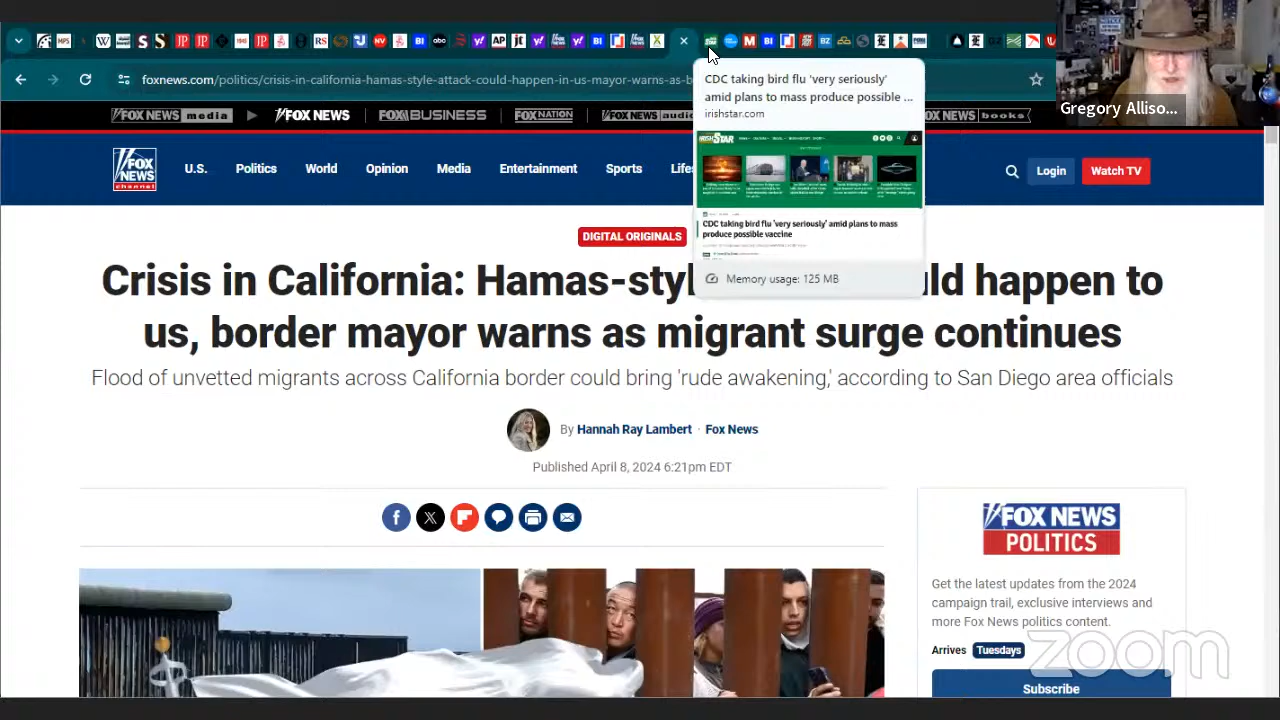 foxnews.com/politics/crisis-in-california-hamas-style-attack-could-happen-in-us-mayor-warns-as-b
Gregory Alliso...
CDC taking bird flu 'very seriously'
amid plans to mass produce possible ...
irishstar.com
CDC taking bird flu 'very seriously' amid plans to mass
produce possible vaccine
Memory usage: 125 MB
FOX NEWS media
FOX NEWS
FOX BUSINESS
FOX NATION
FOX NEWS audio
FOX NEWS books
FOX NEWS channel
U.S.
Politics
World
Opinion
Media
Entertainment
Sports
Login
Watch TV
DIGITAL ORIGINALS
Crisis in California: Hamas-sty ld happen to
us, border mayor warns as migrant surge continues
Flood of unvetted migrants across California border could bring 'rude awakening,' according to San Diego area officials
By Hannah Ray Lambert · Fox News
Published April 8, 2024 6:21pm EDT
FOX NEWS
POLITICS
Get the latest updates from the 2024
campaign trail, exclusive interviews and
more Fox News politics content.
Arrives Tuesdays
Subscribe
zoom